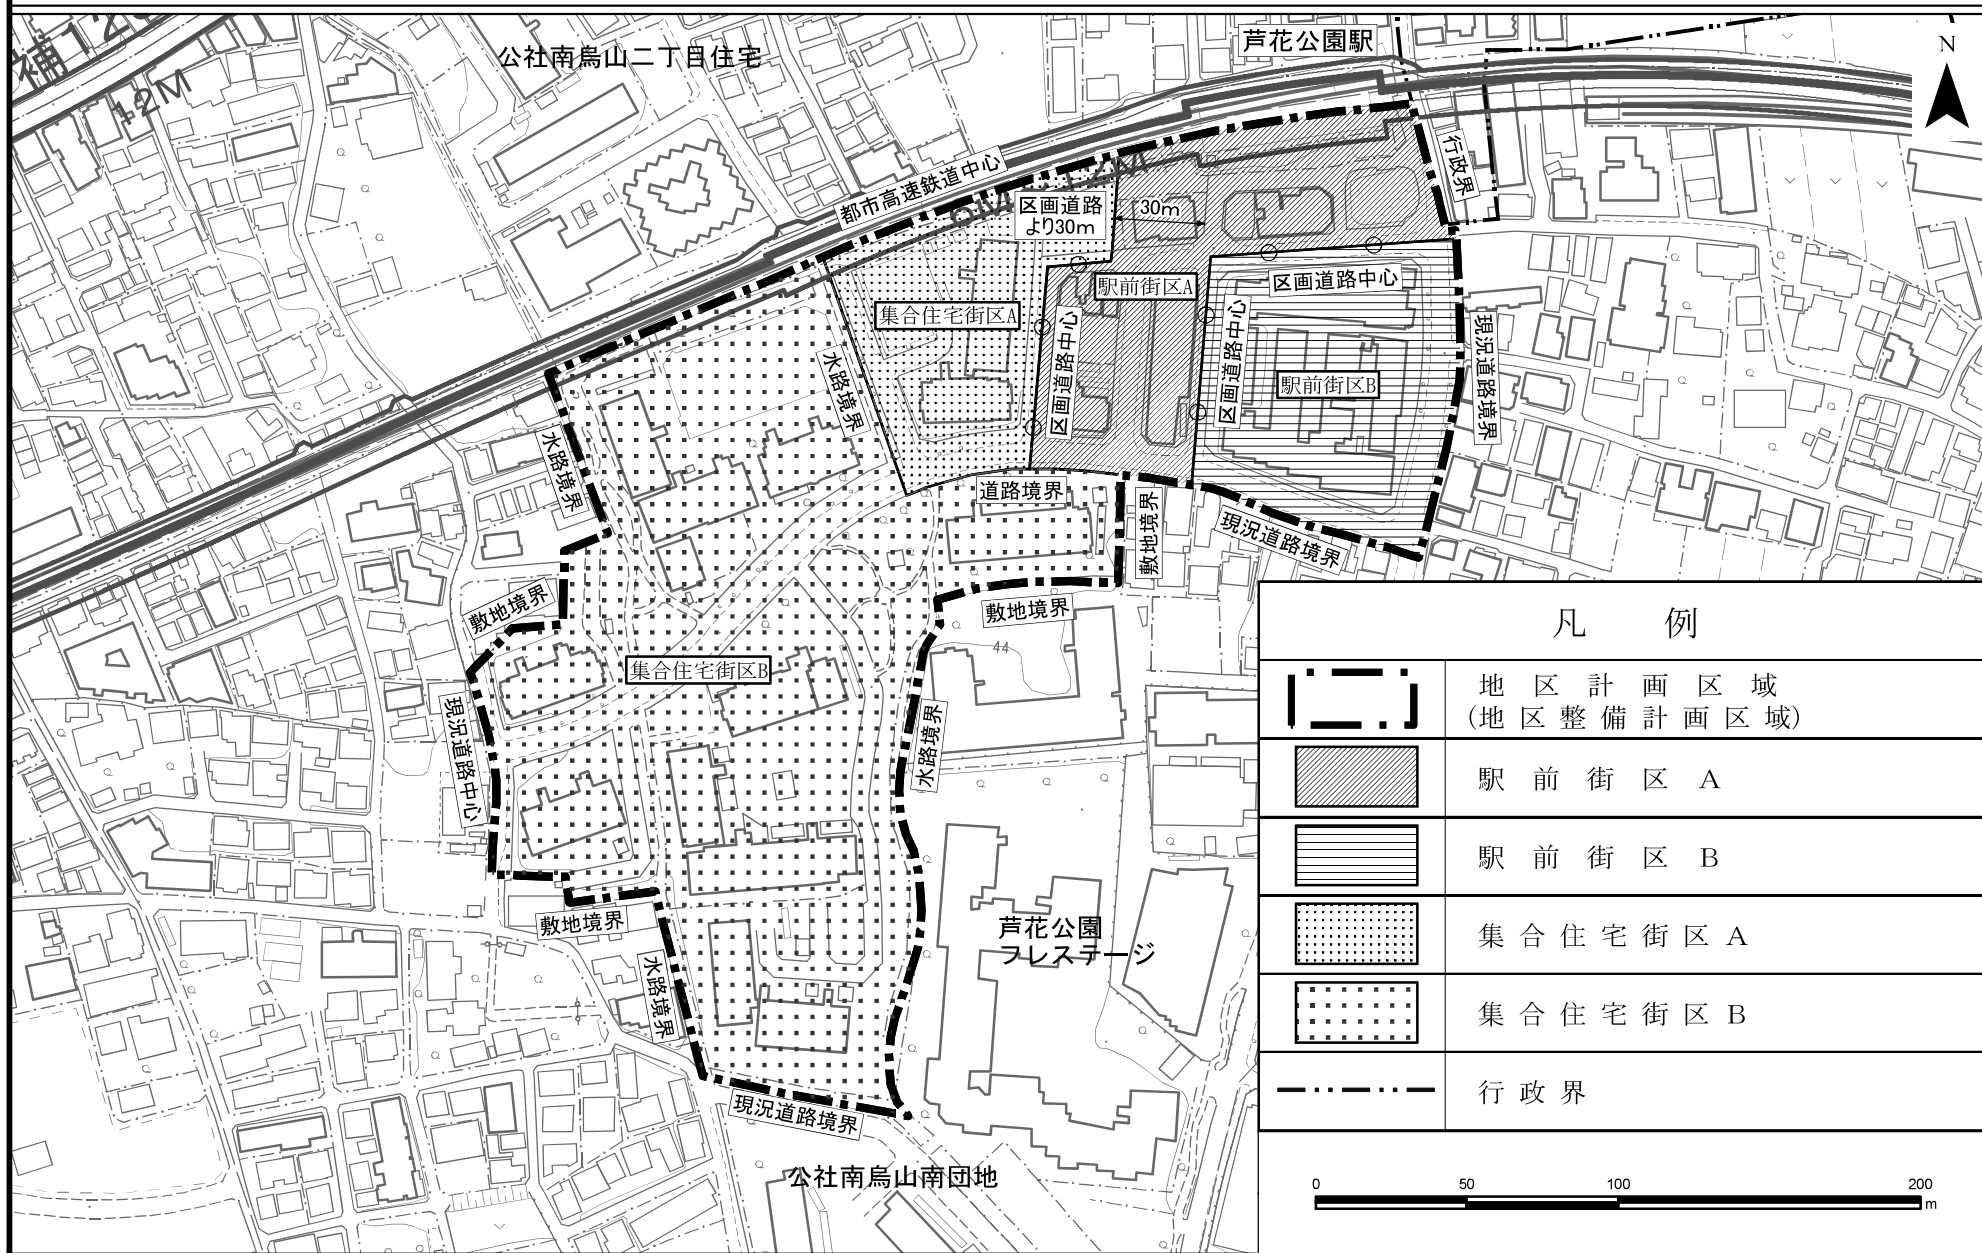 補12
12M
公社南烏山二丁目住宅
芦花公園駅
N
行政界
都市高速鉄道中心
区画道路
より30m
30m
区画道路中心
駅前街区A
集合住宅街区A
区画道路中心
区画道路中心
現況道路境界
駅前街区B
水路境界
水路境界
道路境界
敷地境界
現況道路境界
敷地境界
敷地境界
44
集合住宅街区B
現況道路中心
水路境界
敷地境界
水路境界
芦花公園
フレステージ
現況道路境界
公社南烏山南団地
凡 例
地区計画区域
(地区整備計画区域)
駅前街区A
駅前街区B
集合住宅街区A
集合住宅街区B
行政界
0 50 100 200
m